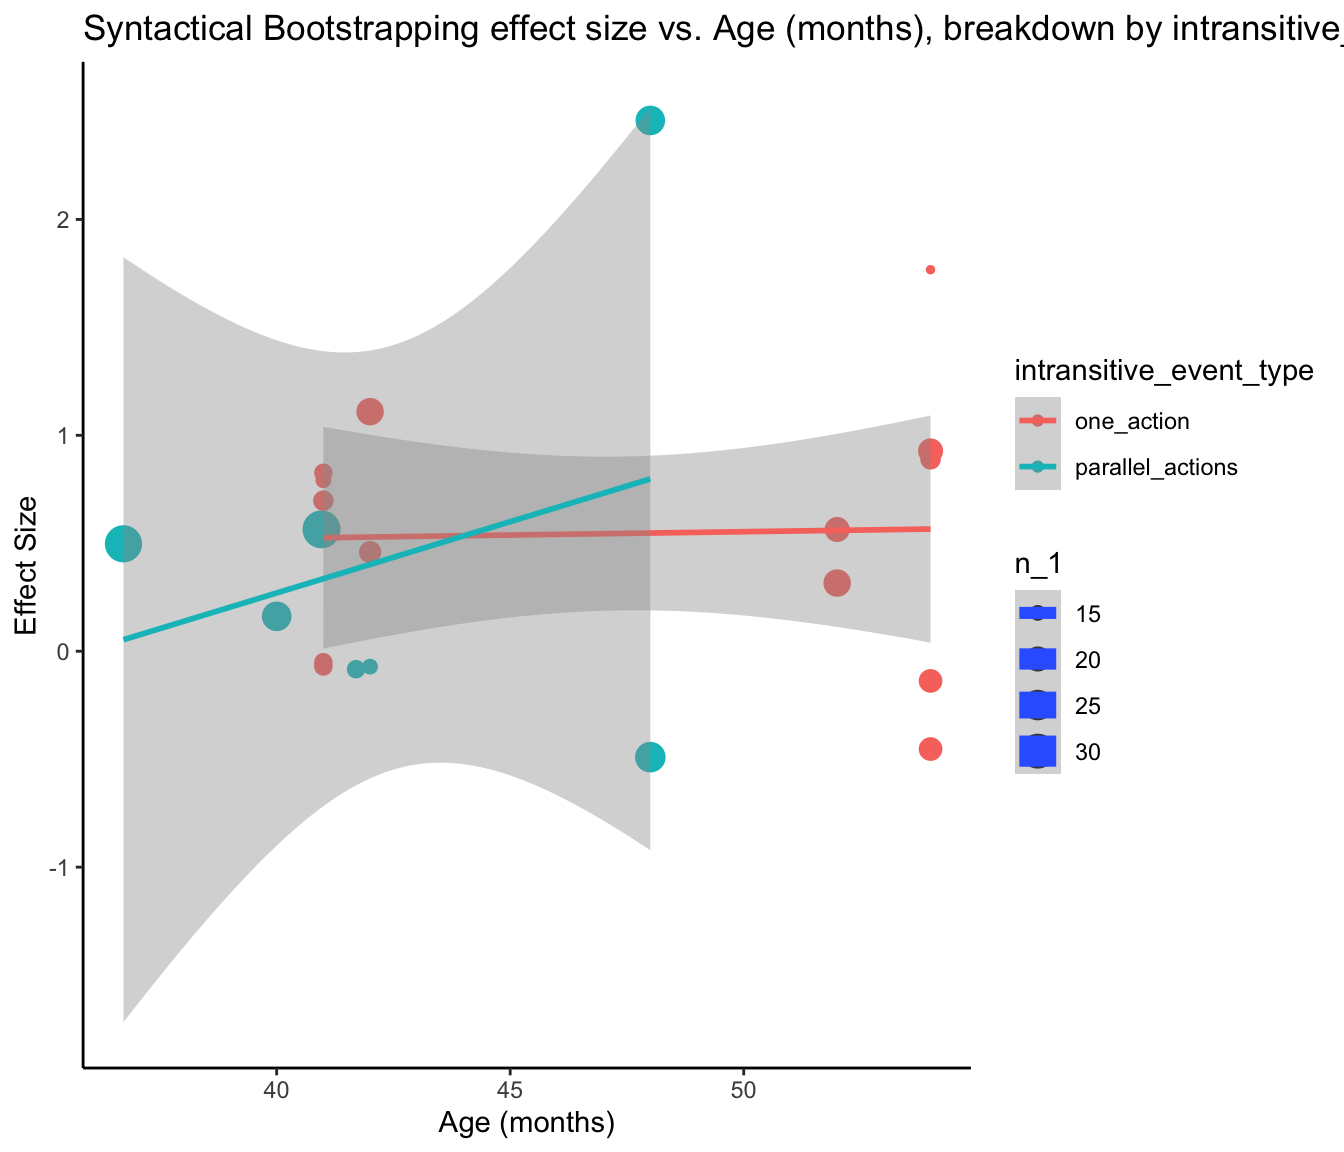 Syntactical Bootstrapping effect size vs. Age (months), breakdown by intransitive_
Effect Size
2
1
0
-1
40 45 50
Age (months)
intransitive_event_type
one_action
parallel_actions
n_1
15
20
25
30